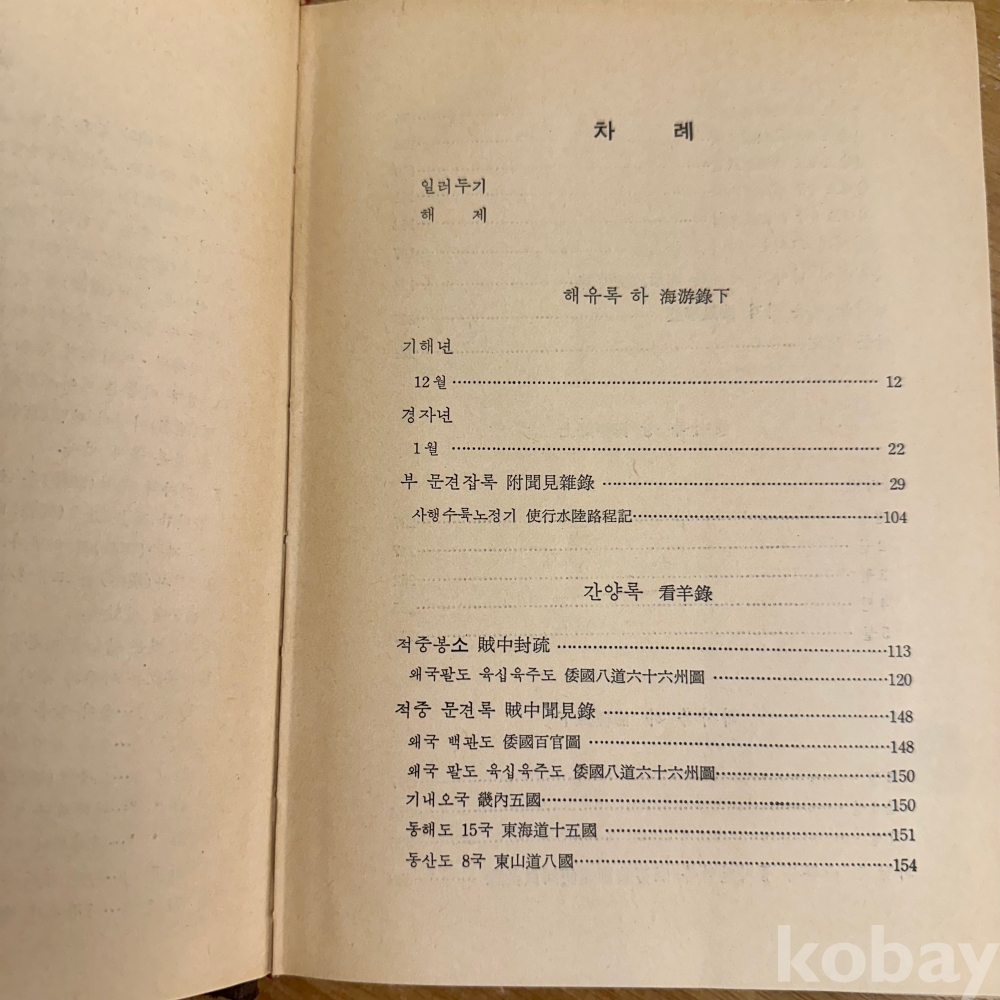 차 례
일러두기
해 제
해유록 하 海游錄下
기해년
12월 ························ 12
경자년
1월 ························ 22
부 문견잡록 附聞見雜錄 ························ 29
사행수륙노정기 使行水陸路程記 ························ 104
간양록 看羊錄
적중봉소 賊中封疏 ························ 113
왜국팔도 육십육주도 倭國八道六十六州圖 ························ 120
적중 문견록 賊中聞見錄 ························ 148
왜국 백관도 倭國百官圖 ························ 148
왜국 팔도 육십육주도 倭國八道六十六州圖 ························ 150
기내오국 畿內五國 ························ 150
동해도 15국 東海道十五國 ························ 151
동산도 8국 東山道八國 ························ 154
kobay